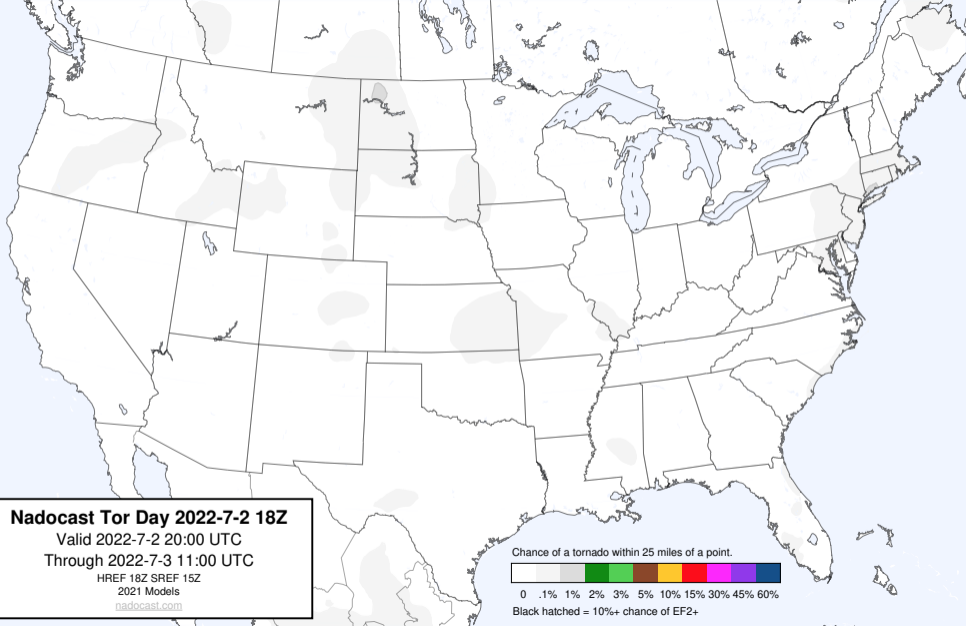 Nadocast Tor Day 2022-7-2 18Z
Valid 2022-7-2 20:00 UTC
Through 2022-7-3 11:00 UTC
HREF 18Z SREF 15Z
2021 Models
nadocast.com
Chance of a tornado within 25 miles of a point.
0 .1% 1% 2% 3% 5% 10% 15% 30% 45% 60%
Black hatched = 10%+ chance of EF2+